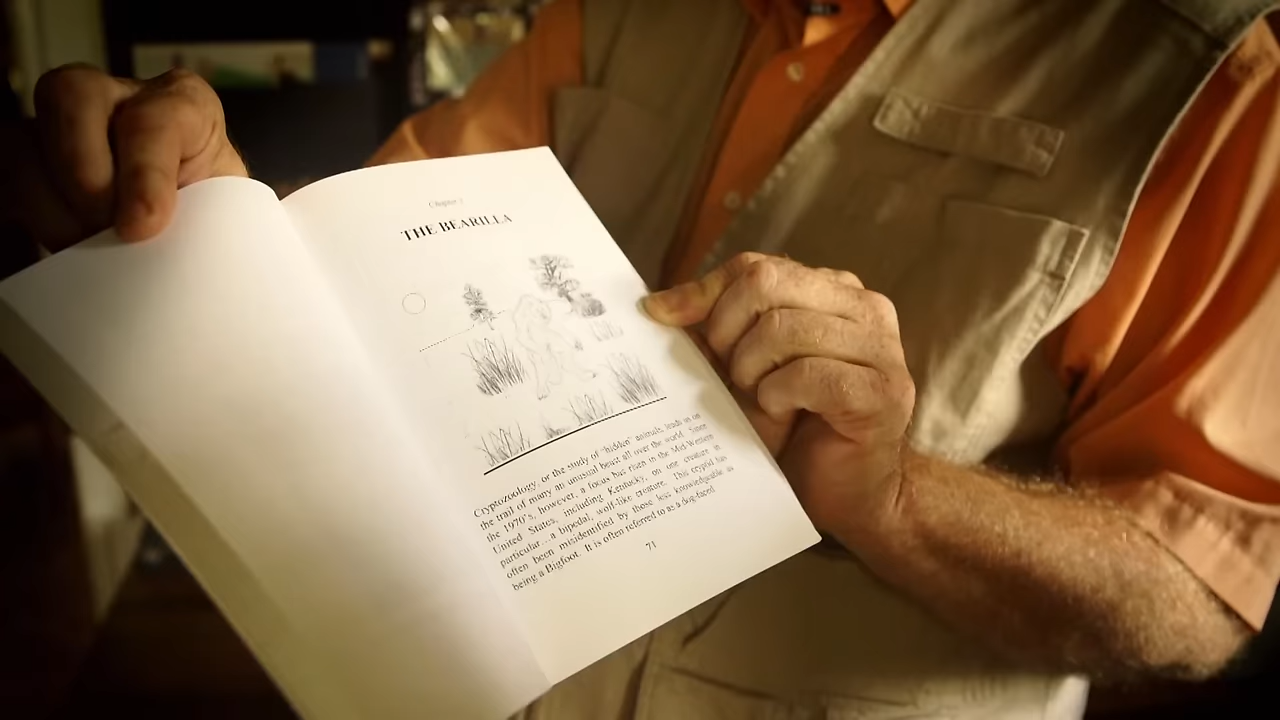 Chapter
THE BEARILLA
Cryptozoology, or the study of "hidden" animals, leads us on
the trail of many an unusual beast all over the world. Since
the 1970's, however, a focus has risen in the Mid-Western
United States, including Kentucky, on one creature in
particular...a bipedal, wolf-like creature. This cryptid has
often been misidentified by those less knowledgeable as
being a Bigfoot. It is often referred to as a dog-faced
71